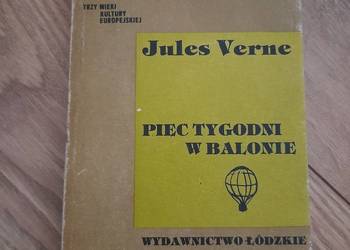 TRZY WIEKI
KULTURY
EUROPEJSKIEJ
Jules Verne
PIEC TYGODNI
W BALONIE
WYDAWNICTWO ŁÓDZKIE